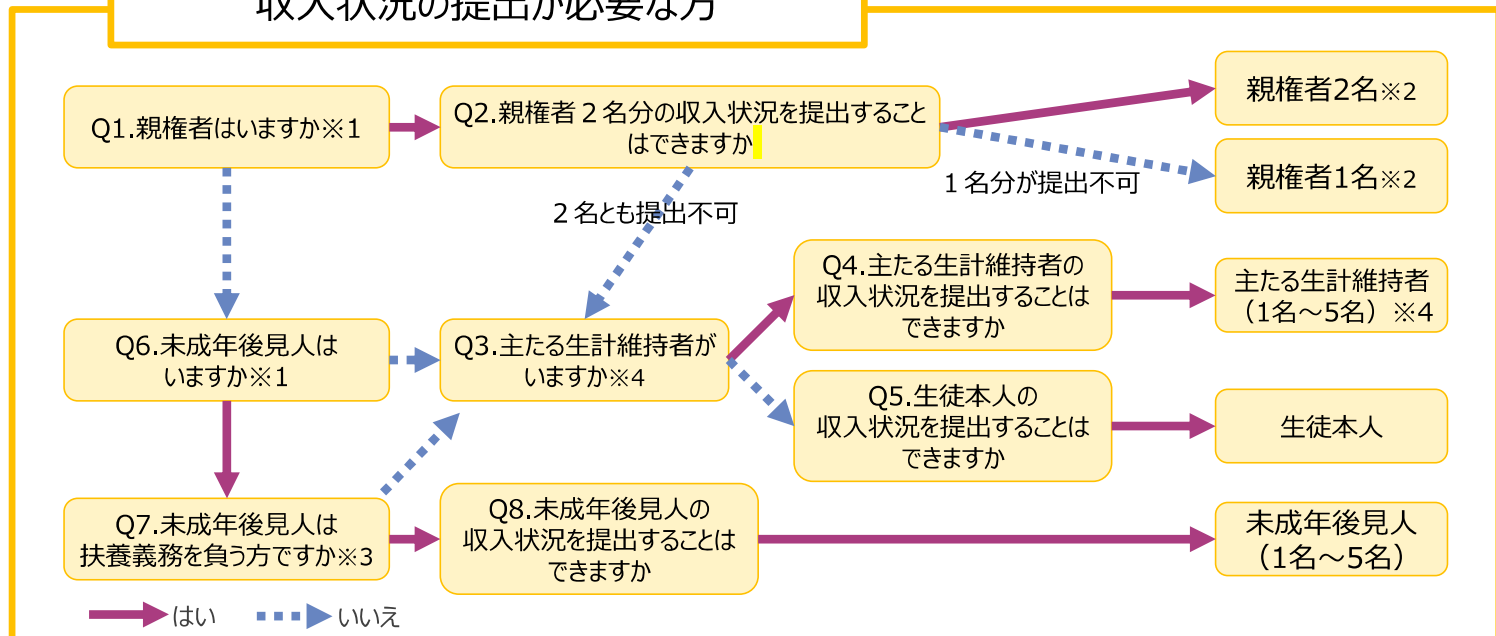 収入状況の提出が必要な方
Q1.親権者はいますか※1
Q2.親権者２名分の収入状況を提出すること
はできますか
親権者2名※2
親権者1名※2
１名分が提出不可
２名とも提出不可
Q4.主たる生計維持者の
収入状況を提出することは
できますか
主たる生計維持者
（1名～5名）※4
Q6.未成年後見人は
いますか※1
Q3.主たる生計維持者が
いますか※4
Q5.生徒本人の
収入状況を提出することは
できますか
生徒本人
Q7.未成年後見人は
扶養義務を負う方ですか※3
Q8.未成年後見人の
収入状況を提出することは
できますか
未成年後見人
（1名～5名）
はい
いいえ